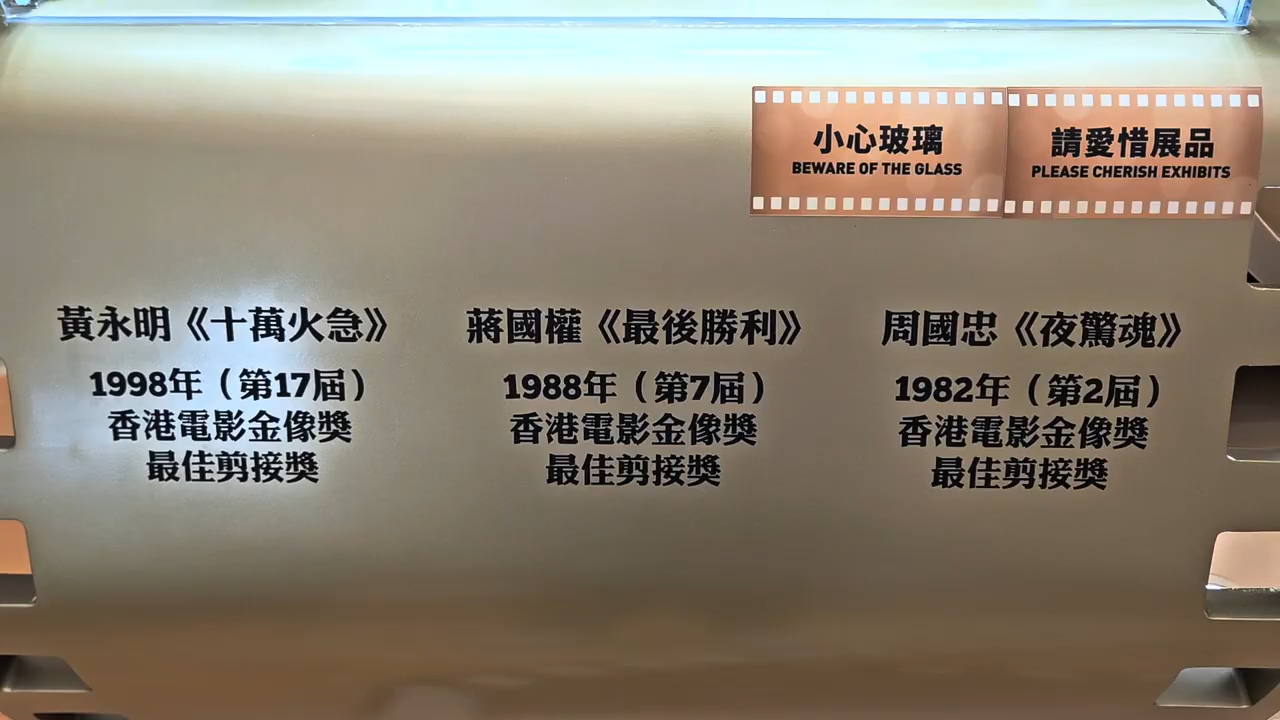 小心玻璃
BEWARE OF THE GLASS
請愛惜展品
PLEASE CHERISH EXHIBITS
黃永明《十萬火急》
1998年（第17屆）
香港電影金像獎
最佳剪接獎
蔣國權《最後勝利》
1988年（第7屆）
香港電影金像獎
最佳剪接獎
周國忠《夜驚魂》
1982年（第2屆）
香港電影金像獎
最佳剪接獎